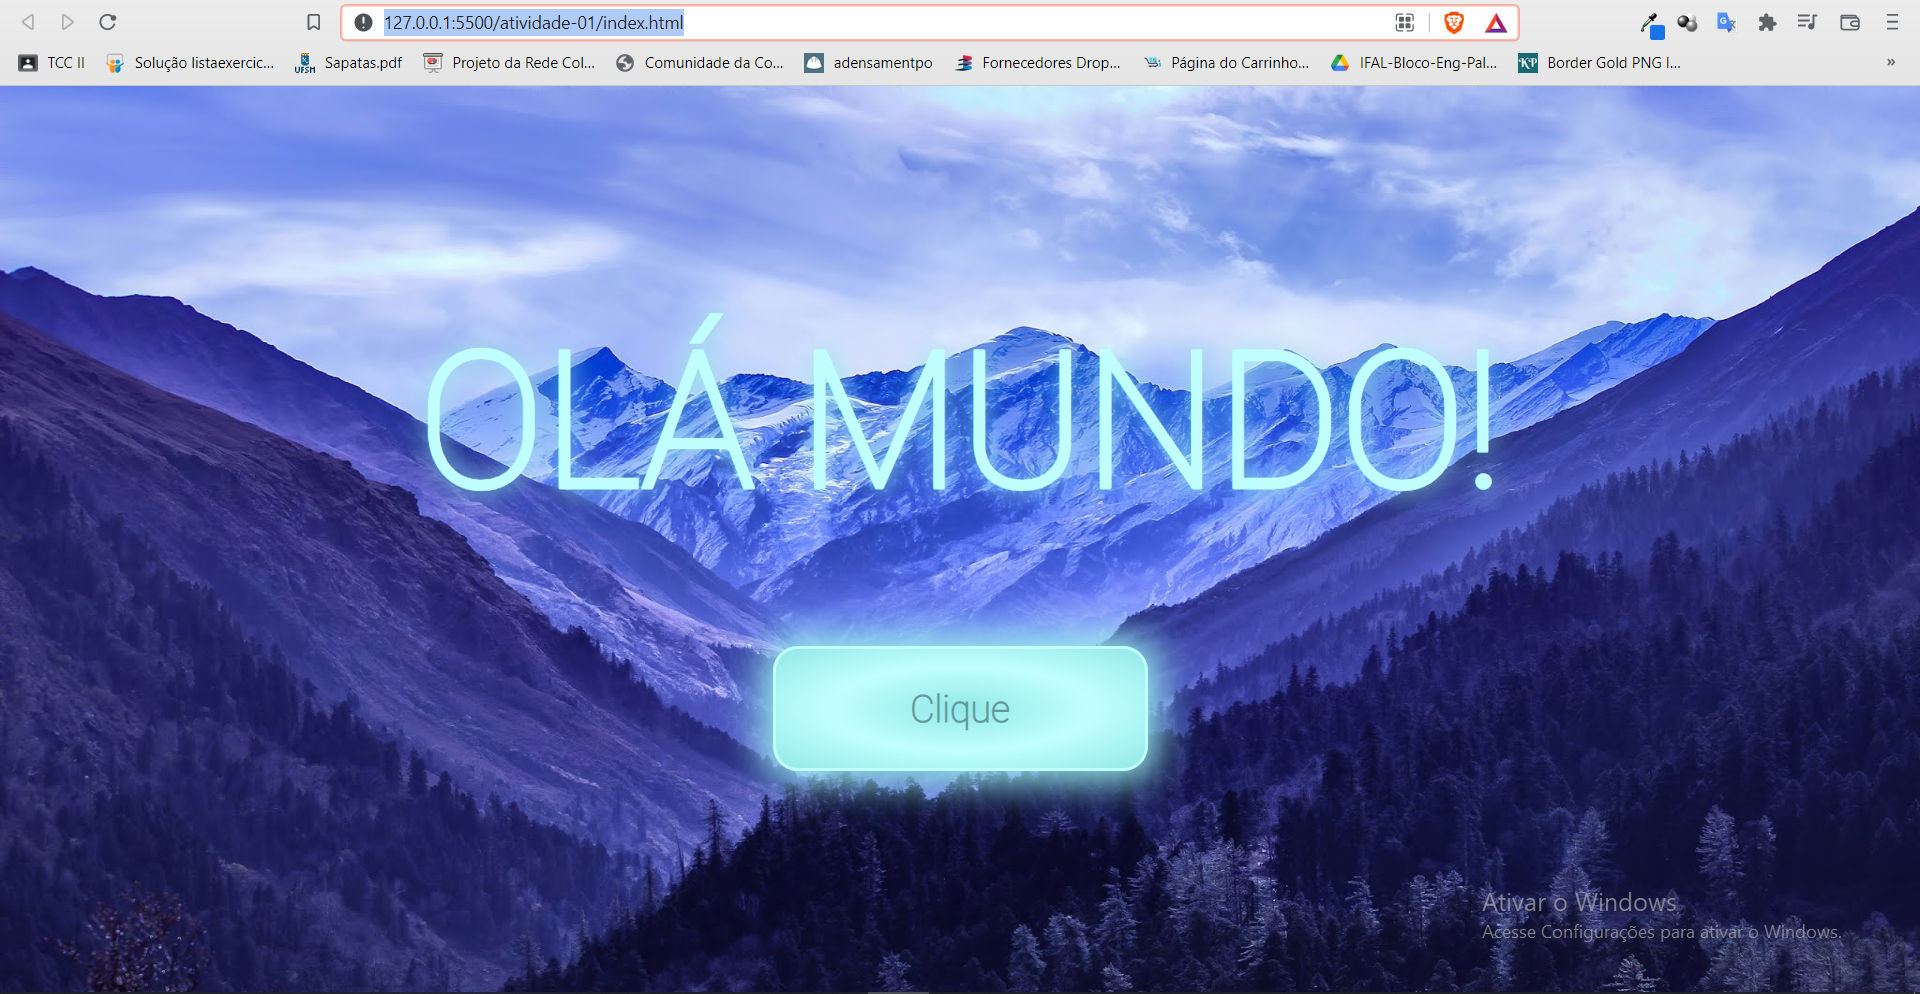 127.0.0.1:5500/atividade-01/index.html
TCC II
Solução listaexercic...
UFSM
Sapatas.pdf
Projeto da Rede Col...
Comunidade da Co...
adensamentpo
Fornecedores Drop...
Página do Carrinho...
IFAL-Bloco-Eng-Pal...
KP
Border Gold PNG I...
»
OLÁ MUNDO!
Clique
Ativar o Windows
Acesse Configurações para ativar o Windows.